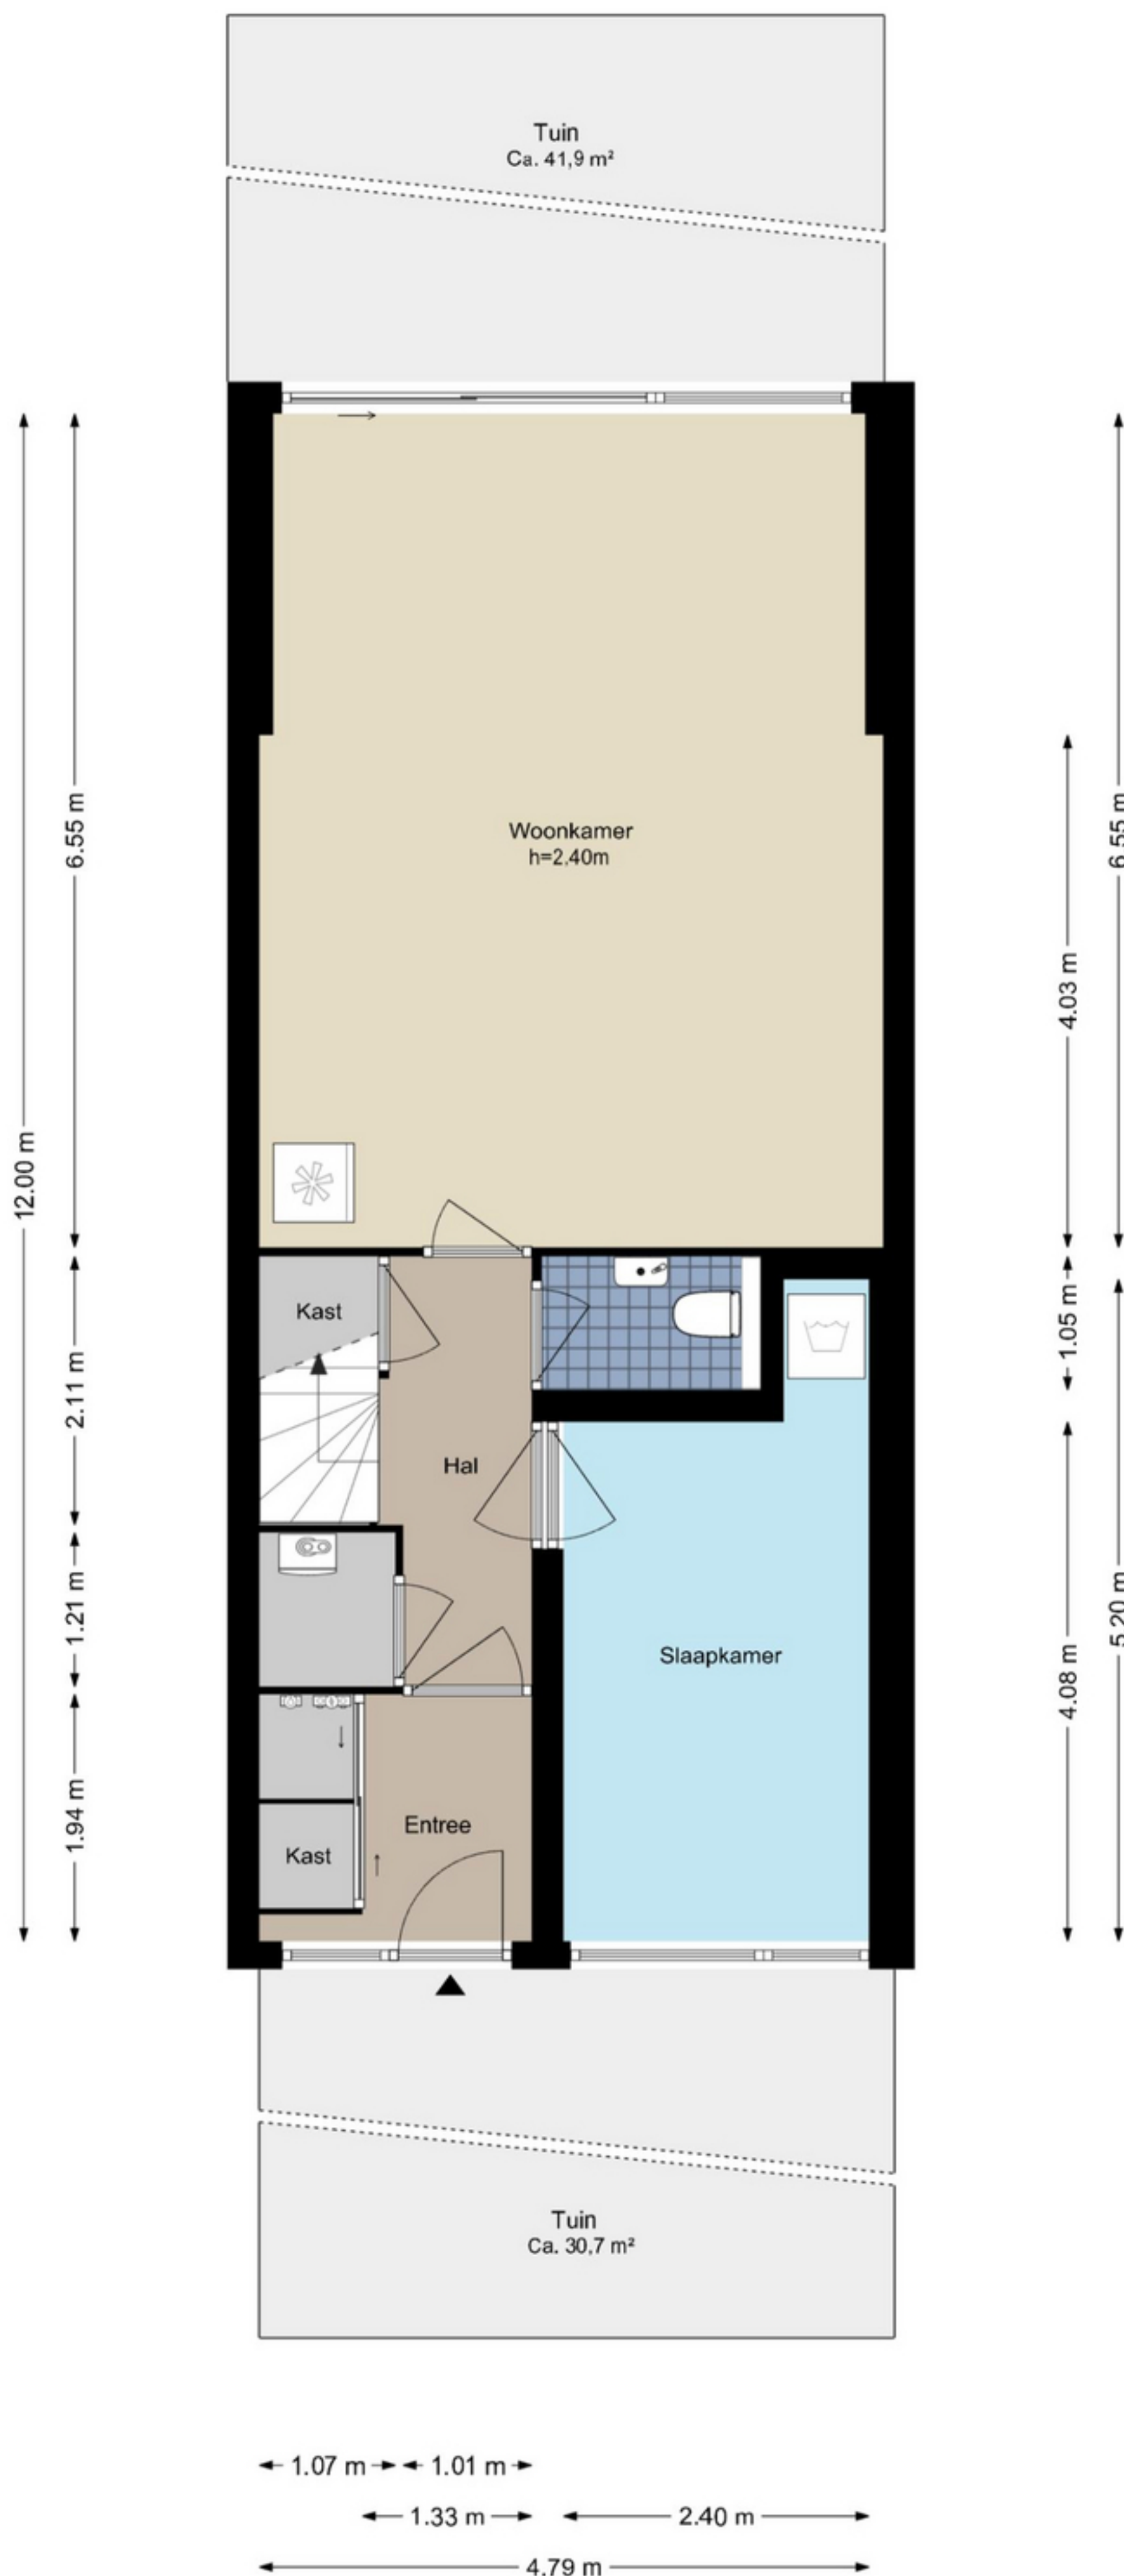 Tuin
Ca. 41,9 m²
Woonkamer
h=2,40m
Kast
Hal
Slaapkamer
Entree
Kast
Tuin
Ca. 30,7 m²
12.00 m
6.55 m
2.11 m
1.21 m
1.94 m
4.03 m
1.05 m
4.08 m
6.55 m
5.20 m
1.07 m
1.01 m
1.33 m
2.40 m
4.79 m